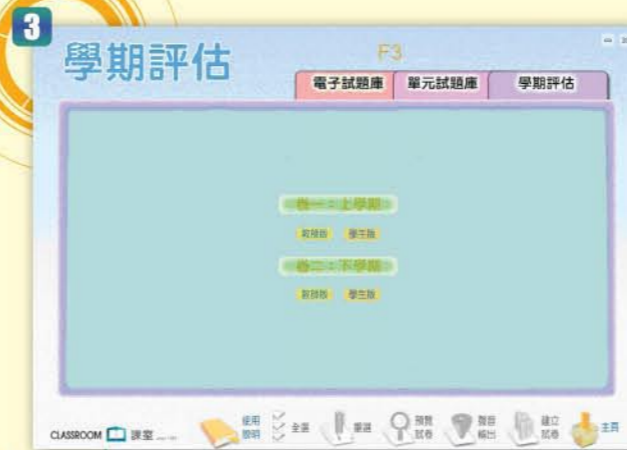 3
學期評估
F3
電子試題庫 單元試題庫 學期評估
卷一：上學期
教師版 學生版
卷二：下學期
教師版 學生版
CLASSROOM 課室
使用說明 全選 重選 預覽試卷 聲音輸出 建立試卷 主頁